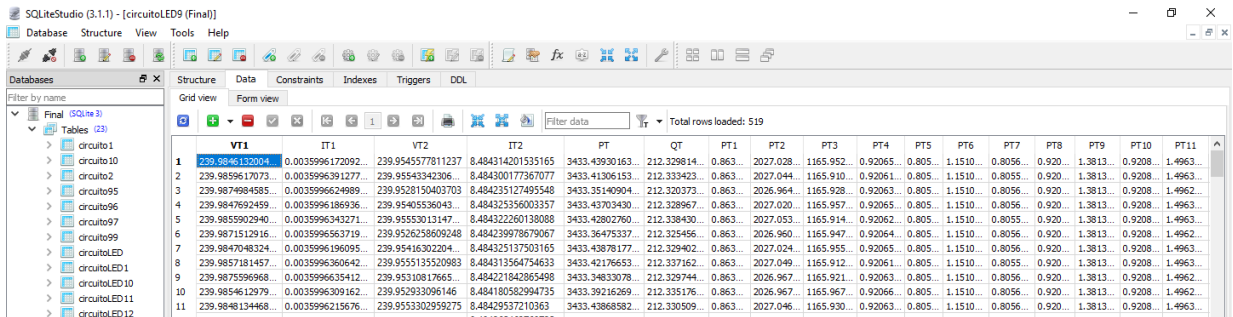 SQLiteStudio (3.1.1) - [circuitoLED9 (Final)]
Database Structure View Tools Help
Databases
Structure Data Constraints Indexes Triggers DDL
Filter by name
Grid view Form view
Final (SQLite 3)
Tables (23)
1 Filter data Total rows loaded: 519
circuito1
circuito10
circuito2
circuito95
circuito96
circuito97
circuito99
circuitoLED
circuitoLED1
circuitoLED10
circuitoLED11
circuitoLED12
VT1 IT1 VT2 IT2 PT QT PT1 PT2 PT3 PT4 PT5 PT6 PT7 PT8 PT9 PT10 PT11
1 239.9846132004... 0.0035996172092... 239.9545577811237 8.484314201535165 3433.43930163... 212.329814... 0.863... 2027.028... 1165.952... 0.92065... 0.805... 1.1510... 0.8056... 0.920... 1.3813... 0.9208... 1.4963...
2 239.9859617073... 0.0035996391277... 239.95543342306... 8.484300177367077 3433.41306153... 212.333423... 0.863... 2027.044... 1165.910... 0.92061... 0.805... 1.1510... 0.8055... 0.920... 1.3813... 0.9208... 1.4963...
3 239.9874984585... 0.0035996624989... 239.9528150403703 8.484235127495548 3433.35140904... 212.320373... 0.863... 2026.964... 1165.928... 0.92063... 0.805... 1.1510... 0.8055... 0.920... 1.3813... 0.9208... 1.4962...
4 239.9847692459... 0.0035996186936... 239.95405536043... 8.484325356003357 3433.43703430... 212.328967... 0.863... 2027.020... 1165.957... 0.92065... 0.805... 1.1510... 0.8056... 0.920... 1.3813... 0.9208... 1.4963...
5 239.9855902940... 0.0035996343271... 239.95553013147... 8.484322260138088 3433.42802760... 212.338430... 0.863... 2027.053... 1165.914... 0.92062... 0.805... 1.1510... 0.8055... 0.920... 1.3813... 0.9208... 1.4963...
6 239.9871512916... 0.0035996563719... 239.9526258609248 8.484239978679067 3433.36475337... 212.325456... 0.863... 2026.960... 1165.947... 0.92064... 0.805... 1.1510... 0.8056... 0.920... 1.3813... 0.9208... 1.4962...
7 239.9847048324... 0.0035996196095... 239.95416302204... 8.484325137503165 3433.43878177... 212.329402... 0.863... 2027.024... 1165.955... 0.92065... 0.805... 1.1510... 0.8056... 0.920... 1.3813... 0.9208... 1.4963...
8 239.9857181457... 0.0035996360642... 239.9555135520983 8.484313564754633 3433.42176653... 212.337162... 0.863... 2027.049... 1165.912... 0.92061... 0.805... 1.1510... 0.8055... 0.920... 1.3813... 0.9208... 1.4963...
9 239.9875596968... 0.0035996635412... 239.95310817665... 8.484221842865498 3433.34833078... 212.329744... 0.863... 2026.967... 1165.921... 0.92063... 0.805... 1.1510... 0.8055... 0.920... 1.3813... 0.9208... 1.4962...
10 239.9854612979... 0.0035996309162... 239.952933096146 8.484180582994735 3433.39216269... 212.335176... 0.863... 2026.967... 1165.967... 0.92066... 0.805... 1.1510... 0.8056... 0.920... 1.3813... 0.9208... 1.4962...
11 239.9848134468... 0.0035996215676... 239.9553302959275 8.48429537210363 3433.43868582... 212.330509... 0.863... 2027.046... 1165.930... 0.92063... 0.805... 1.1510... 0.8056... 0.920... 1.3813... 0.9208... 1.4963...